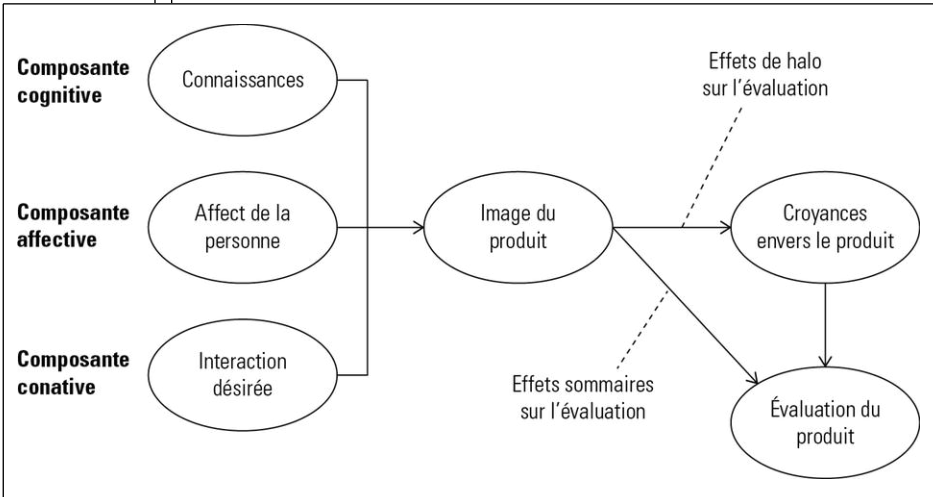 Composante
cognitive
Connaissances
Effets de halo
sur l'évaluation
Composante
affective
Affect de la
personne
Image du
produit
Croyances
envers le produit
Composante
conative
Interaction
désirée
Effets sommaires
sur l'évaluation
Évaluation du
produit